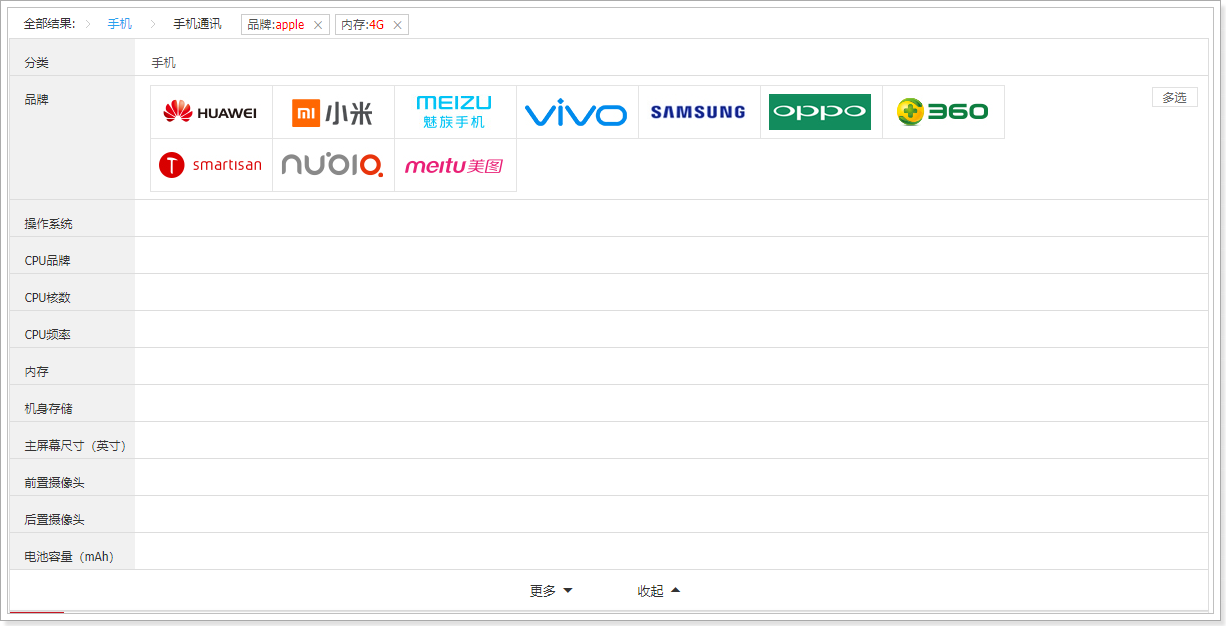 全部结果: 手机 手机通讯 品牌:apple 内存:4G
分类 手机
品牌 多选
HUAWEI 小米 MEIZU 魅族手机 vivo SAMSUNG oppo 360
smartisan nubia meitu美图
操作系统
CPU品牌
CPU核数
CPU频率
内存
机身存储
主屏幕尺寸（英寸）
前置摄像头
后置摄像头
电池容量（mAh）
更多 收起